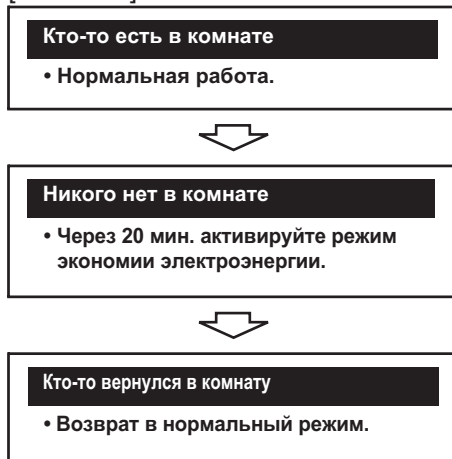 Кто-то есть в комнате
• Нормальная работа.
Никого нет в комнате
• Через 20 мин. активируйте режим
экономии электроэнергии.
Кто-то вернулся в комнату
• Возврат в нормальный режим.